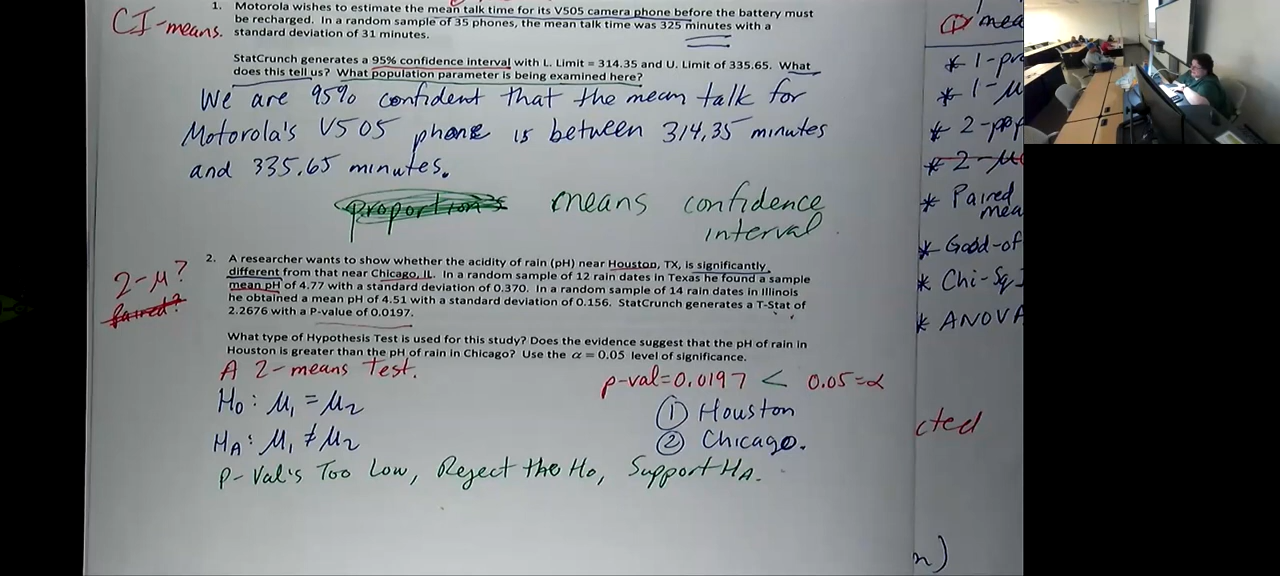 CI-means.
1. Motorola wishes to estimate the mean talk time for its V505 camera phone before the battery must
be recharged. In a random sample of 35 phones, the mean talk time was 325 minutes with a
standard deviation of 31 minutes.
StatCrunch generates a 95% confidence interval with L. Limit = 314.35 and U. Limit of 335.65. What
does this tell us? What population parameter is being examined here?
We are 95% confident that the mean talk for
Motorola's V505 phone is between 314.35 minutes
and 335.65 minutes.
proportion's means confidence
interval
2-μ?
Paired?
2. A researcher wants to show whether the acidity of rain (pH) near Houston, TX, is significantly
different from that near Chicago, IL. In a random sample of 12 rain dates in Texas he found a sample
mean pH of 4.77 with a standard deviation of 0.370. In a random sample of 14 rain dates in Illinois
he obtained a mean pH of 4.51 with a standard deviation of 0.156. StatCrunch generates a T-Stat of
2.2676 with a P-value of 0.0197.
What type of Hypothesis Test is used for this study? Does the evidence suggest that the pH of rain in
Houston is greater than the pH of rain in Chicago? Use the α = 0.05 level of significance.
A 2-means Test.
p-val=0.0197 < 0.05=α
H₀: μ₁ = μ₂
① Houston
Hᴀ: μ₁ ≠ μ₂
② Chicago.
P-Val's Too Low, Reject the H₀, Support Hᴀ.
① mea
* 1-pr
* 1-μ
* 2-pop
* 2-μ
* Paired
mea
* Good-of
* Chi-Sq
* ANOVA
cted
n)